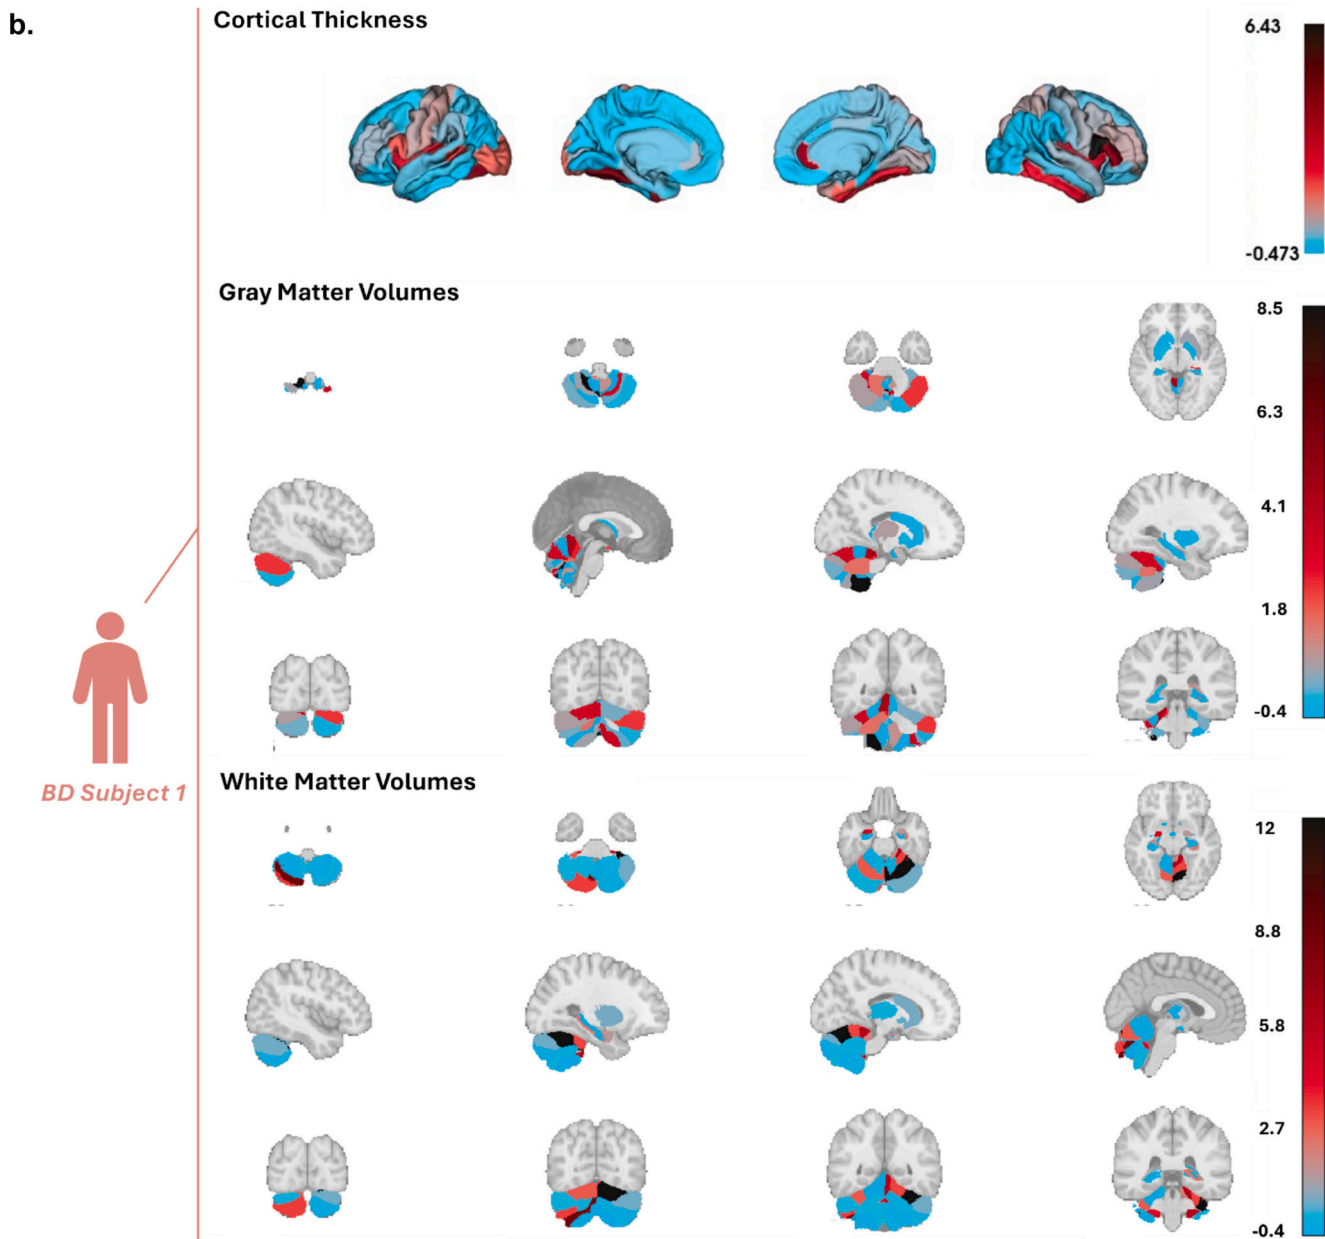 b.
Cortical Thickness
6.43
-0.473
Gray Matter Volumes
8.5
6.3
4.1
1.8
-0.4
BD Subject 1
White Matter Volumes
12
8.8
5.8
2.7
-0.4